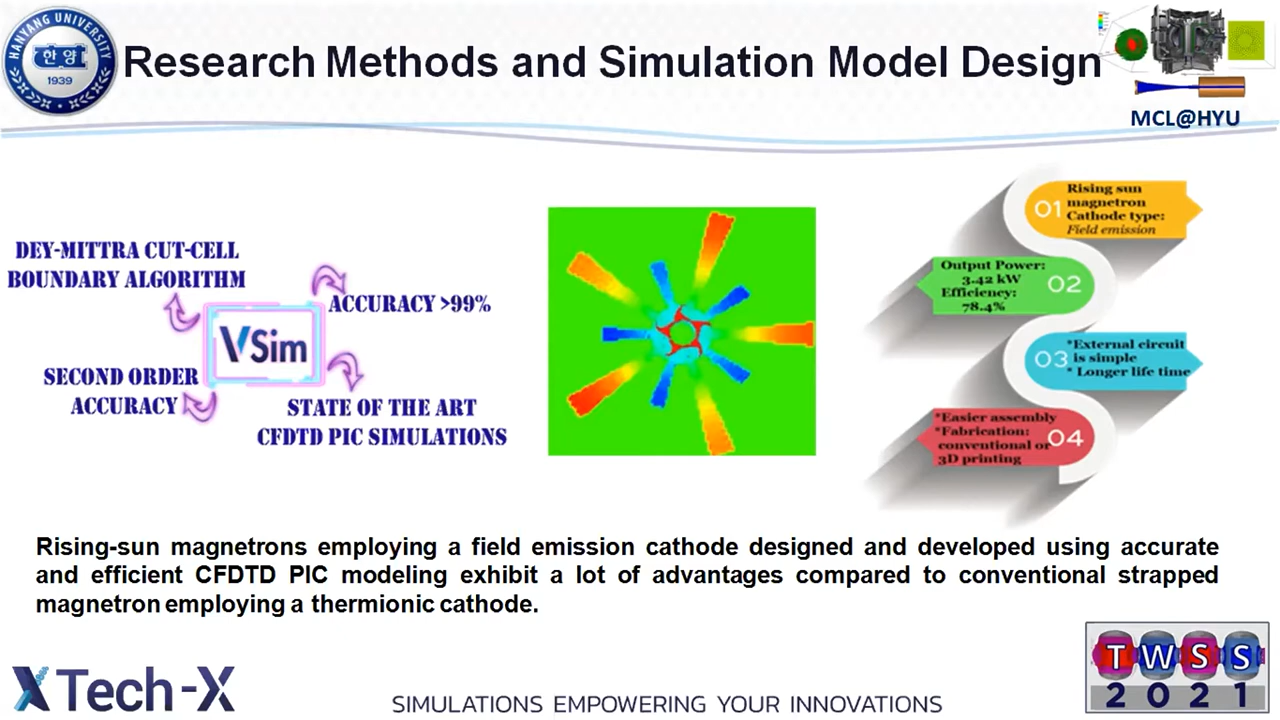 HANYANG UNIVERSITY
한양
1939
Research Methods and Simulation Model Design
MCL@HYU
DEY-MITTRA CUT-CELL
BOUNDARY ALGORITHM
ACCURACY >99%
VSim
SECOND ORDER
ACCURACY
STATE OF THE ART
CFDTD PIC SIMULATIONS
01
Rising sun
magnetron
Cathode type:
Field emission
Output Power:
3.42 kW
Efficiency:
78.4%
02
03
*External circuit
is simple
* Longer life time
*Easier assembly
*Fabrication:
conventional or
3D printing
04
Rising-sun magnetrons employing a field emission cathode designed and developed using accurate
and efficient CFDTD PIC modeling exhibit a lot of advantages compared to conventional strapped
magnetron employing a thermionic cathode.
Tech-X
SIMULATIONS EMPOWERING YOUR INNOVATIONS
TWSS
2021